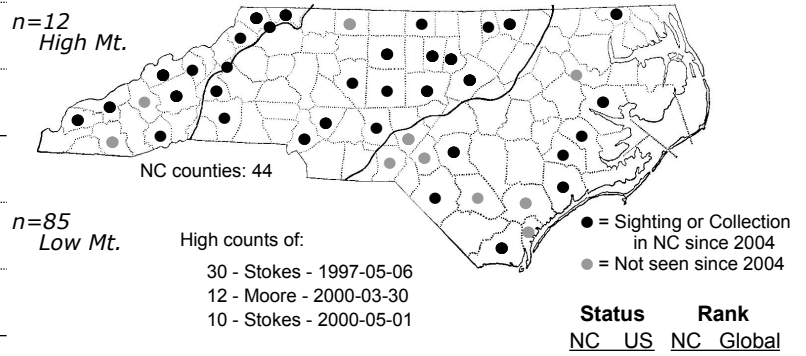 n=12
High Mt.
NC counties: 44
n=85
Low Mt.
High counts of:
30 - Stokes - 1997-05-06
12 - Moore - 2000-03-30
10 - Stokes - 2000-05-01
= Sighting or Collection
in NC since 2004
= Not seen since 2004
Status Rank
NC US NC Global